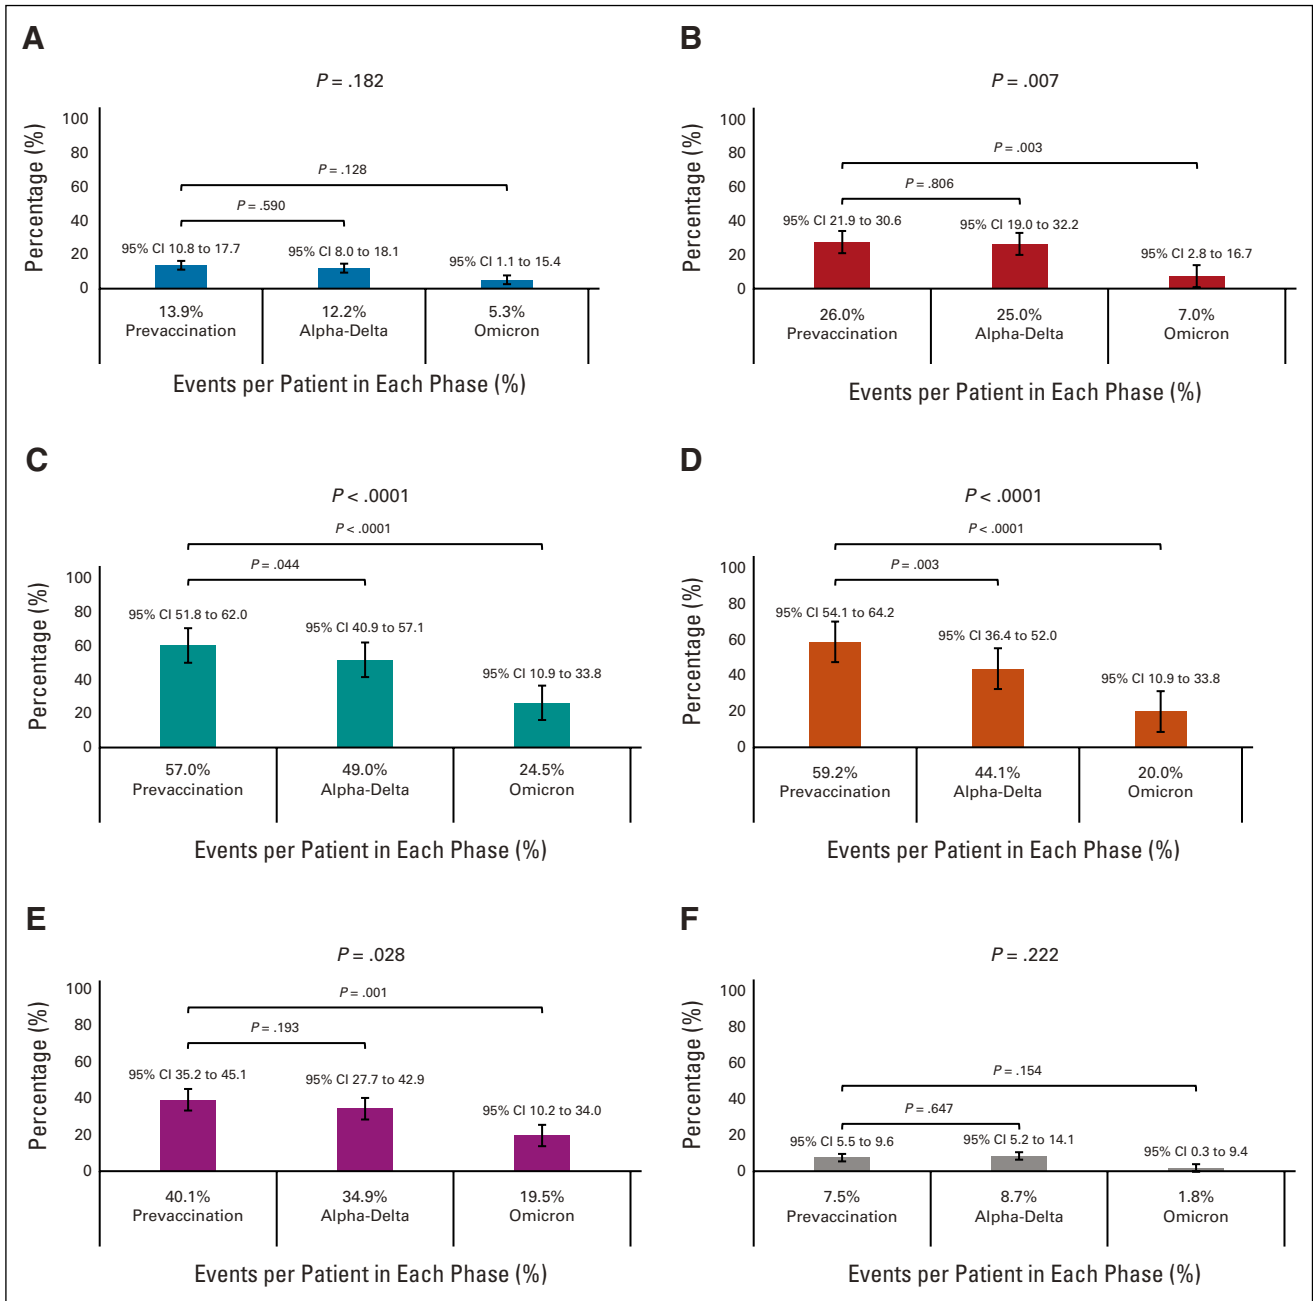 A
P = .182
Percentage (%)
100
80
60
40
20
0
P = .128
P = .590
95% CI 10.8 to 17.7
95% CI 8.0 to 18.1
95% CI 1.1 to 15.4
13.9%
Prevaccination
12.2%
Alpha-Delta
5.3%
Omicron
Events per Patient in Each Phase (%)
B
P = .007
Percentage (%)
100
80
60
40
20
0
P = .003
P = .806
95% CI 21.9 to 30.6
95% CI 19.0 to 32.2
95% CI 2.8 to 16.7
26.0%
Prevaccination
25.0%
Alpha-Delta
7.0%
Omicron
Events per Patient in Each Phase (%)
C
P < .0001
Percentage (%)
100
80
60
40
20
0
P < .0001
P = .044
95% CI 51.8 to 62.0
95% CI 40.9 to 57.1
95% CI 10.9 to 33.8
57.0%
Prevaccination
49.0%
Alpha-Delta
24.5%
Omicron
Events per Patient in Each Phase (%)
D
P < .0001
Percentage (%)
100
80
60
40
20
0
P < .0001
P = .003
95% CI 54.1 to 64.2
95% CI 36.4 to 52.0
95% CI 10.9 to 33.8
59.2%
Prevaccination
44.1%
Alpha-Delta
20.0%
Omicron
Events per Patient in Each Phase (%)
E
P = .028
Percentage (%)
100
80
60
40
20
0
P = .001
P = .193
95% CI 35.2 to 45.1
95% CI 27.7 to 42.9
95% CI 10.2 to 34.0
40.1%
Prevaccination
34.9%
Alpha-Delta
19.5%
Omicron
Events per Patient in Each Phase (%)
F
P = .222
Percentage (%)
100
80
60
40
20
0
P = .154
P = .647
95% CI 5.5 to 9.6
95% CI 5.2 to 14.1
95% CI 0.3 to 9.4
7.5%
Prevaccination
8.7%
Alpha-Delta
1.8%
Omicron
Events per Patient in Each Phase (%)